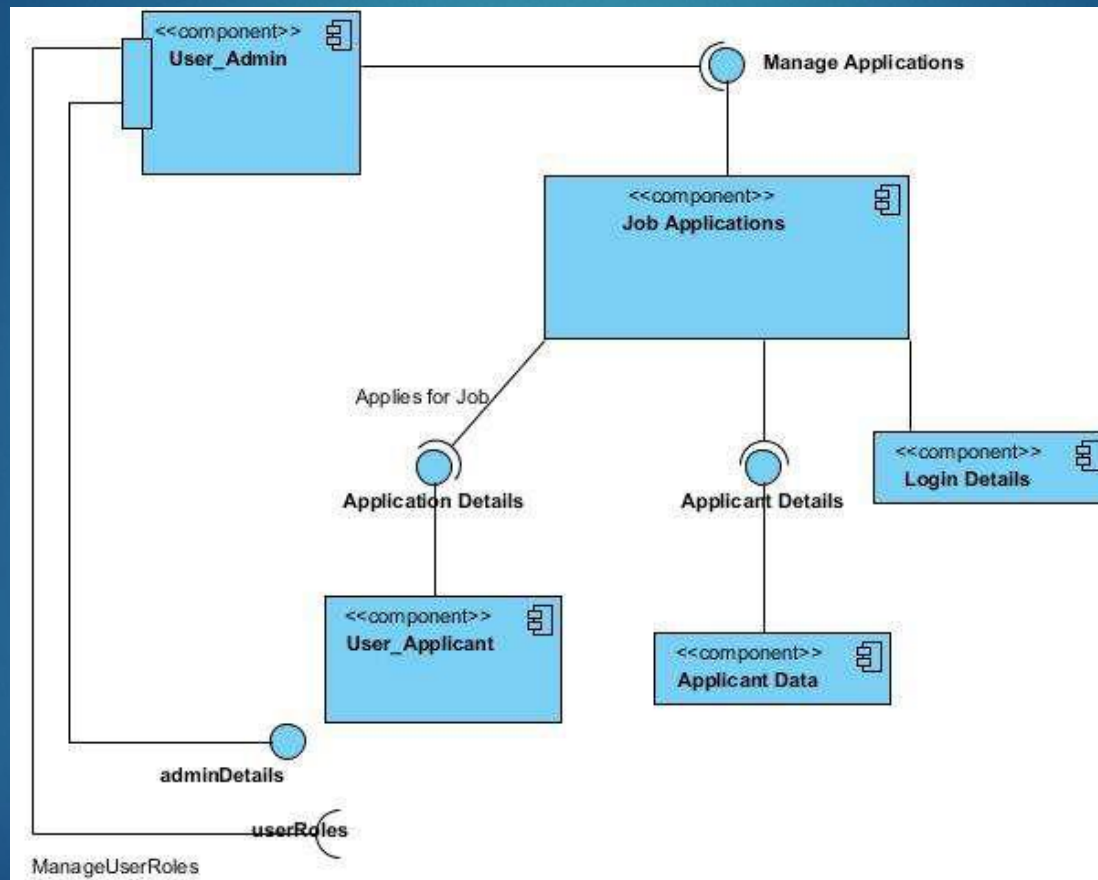 <<component>>
User_Admin
Manage Applications
<<component>>
Job Applications
Applies for Job
<<component>>
Login Details
Application Details
Applicant Details
<<component>>
User_Applicant
<<component>>
Applicant Data
adminDetails
userRoles
ManageUserRoles